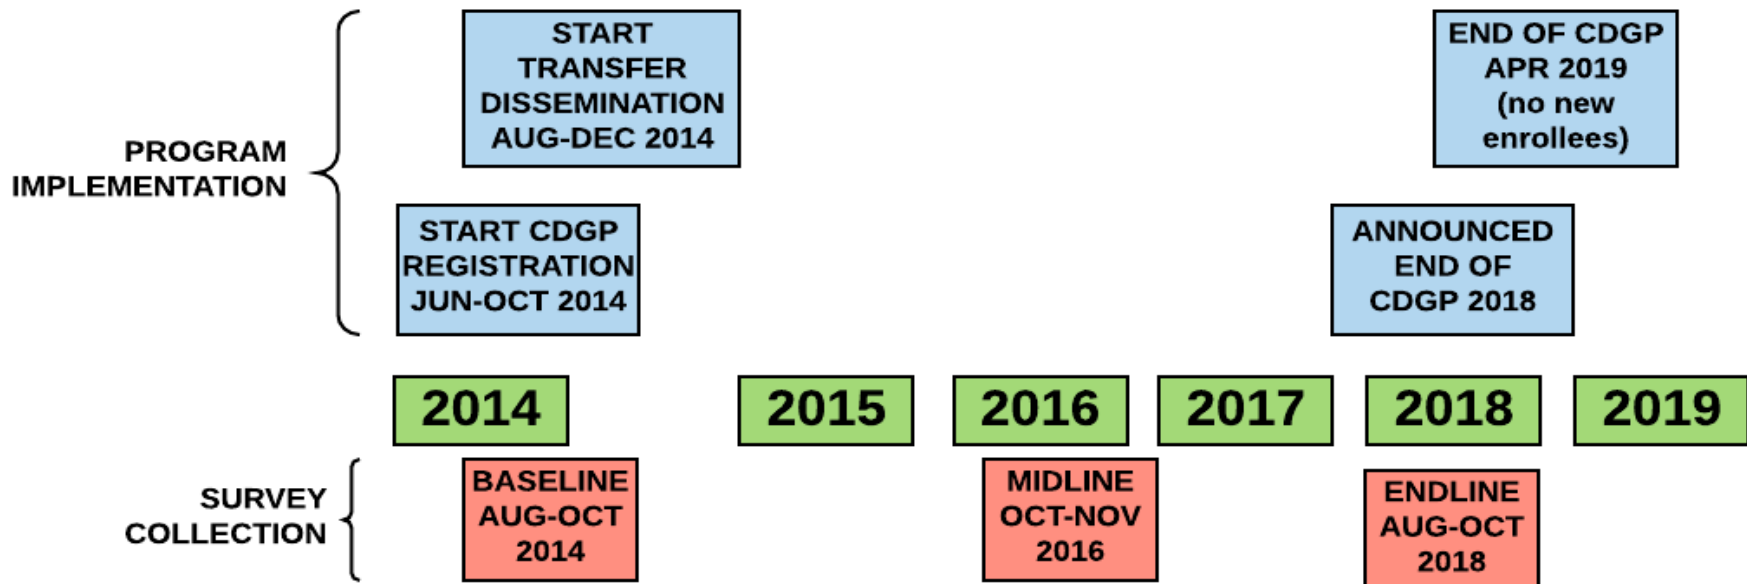 START
TRANSFER
DISSEMINATION
AUG-DEC 2014
END OF CDGP
APR 2019
(no new
enrollees)
PROGRAM
IMPLEMENTATION
START CDGP
REGISTRATION
JUN-OCT 2014
ANNOUNCED
END OF
CDGP 2018
2014
2015
2016
2017
2018
2019
SURVEY
COLLECTION
BASELINE
AUG-OCT
2014
MIDLINE
OCT-NOV
2016
ENDLINE
AUG-OCT
2018